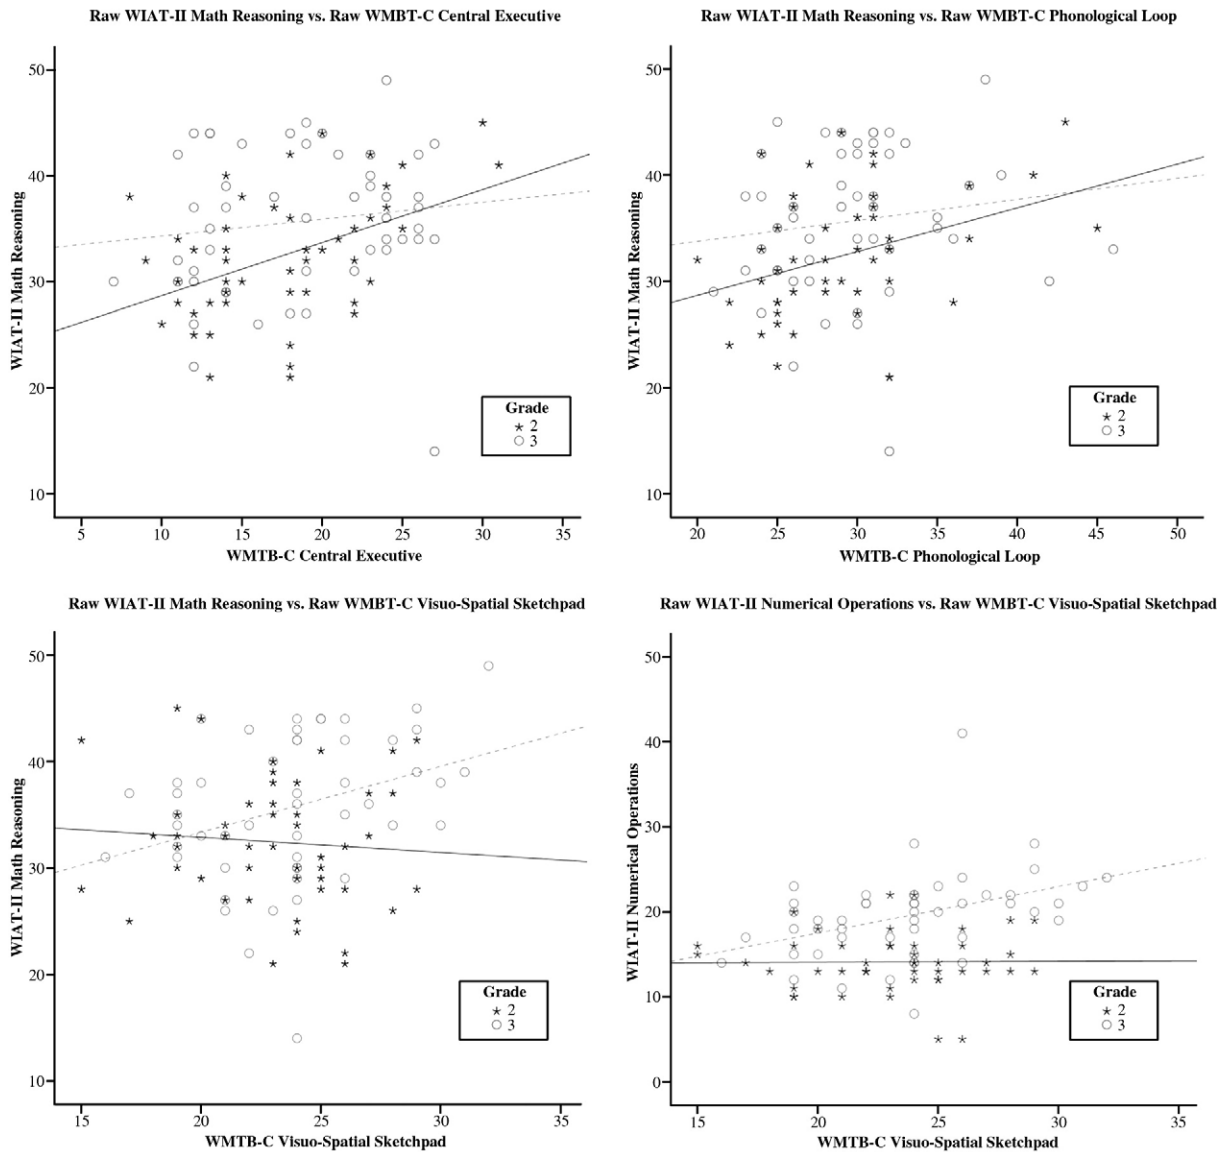 Raw WIAT-II Math Reasoning vs. Raw WMBT-C Central Executive
50
40
30
20
10
WIAT-II Math Reasoning
Grade
2
3
5 10 15 20 25 30 35
WMTB-C Central Executive
Raw WIAT-II Math Reasoning vs. Raw WMBT-C Phonological Loop
50
40
30
20
10
WIAT-II Math Reasoning
Grade
2
3
20 25 30 35 40 45 50
WMTB-C Phonological Loop
Raw WIAT-II Math Reasoning vs. Raw WMBT-C Visuo-Spatial Sketchpad
50
40
30
20
10
WIAT-II Math Reasoning
Grade
2
3
15 20 25 30 35
WMTB-C Visuo-Spatial Sketchpad
Raw WIAT-II Numerical Operations vs. Raw WMBT-C Visuo-Spatial Sketchpad
50
40
30
20
10
0
WIAT-II Numerical Operations
Grade
2
3
15 20 25 30 35
WMTB-C Visuo-Spatial Sketchpad